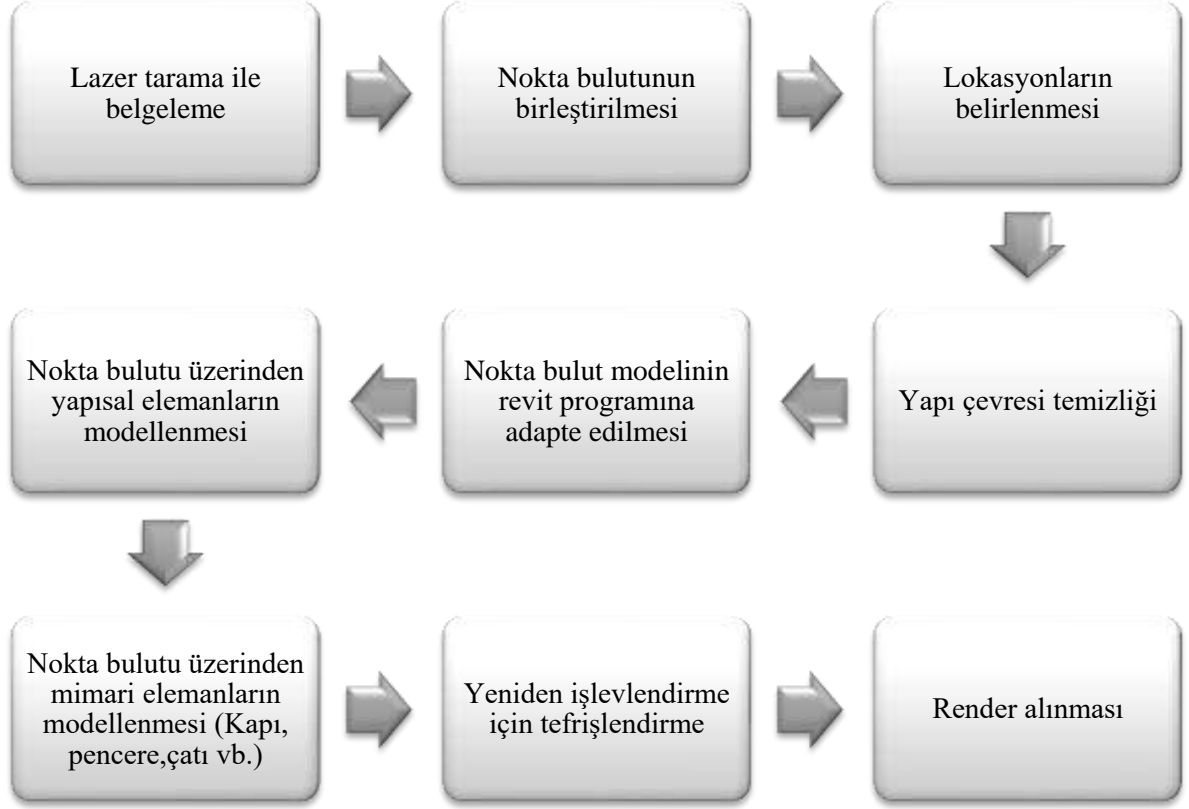 Lazer tarama ile
belgeleme
Nokta bulutunun
birleştirilmesi
Lokasyonların
belirlenmesi
Yapı çevresi temizliği
Nokta bulut modelinin
revit programına
adapte edilmesi
Nokta bulutu üzerinden
yapısal elemanların
modellenmesi
Nokta bulutu üzerinden
mimari elemanların
modellenmesi (Kapı,
pencere,çatı vb.)
Yeniden işlevlendirme
için tefrişlendirme
Render alınması